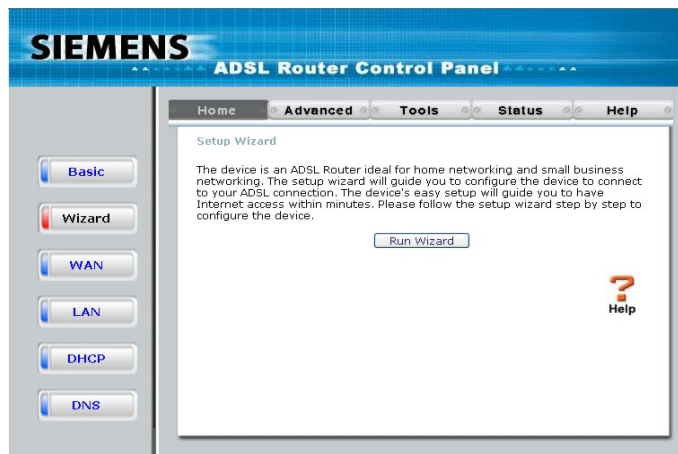 SIEMENS
ADSL Router Control Panel
Home Advanced Tools Status Help
Setup Wizard
Basic
Wizard
WAN
LAN
DHCP
DNS
The device is an ADSL Router ideal for home networking and small business
networking. The setup wizard will guide you to configure the device to connect
to your ADSL connection. The device's easy setup will guide you to have
Internet access within minutes. Please follow the setup wizard step by step to
configure the device.
Run Wizard
Help